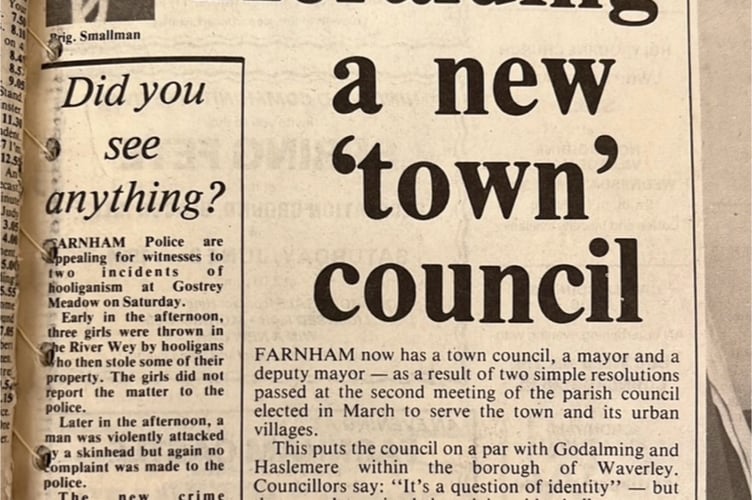 Brig. Smallman
Did you
see
anything?
FARNHAM Police are
appealing for witnesses to
two incidents of
hooliganism at Gostrey
Meadow on Saturday.
Early in the afternoon,
three girls were thrown in
the River Wey by hooligans
who then stole some of their
property. The girls did not
report the matter to the
police.
Later in the afternoon, a
man was violently attacked
by a skinhead but again no
complaint was made to the
police.
The new crime
a new
‘town’
council
FARNHAM now has a town council, a mayor and a
deputy mayor — as a result of two simple resolutions
passed at the second meeting of the parish council
elected in March to serve the town and its urban
villages.
This puts the council on a par with Godalming and
Haslemere within the borough of Waverley.
Councillors say: “It’s a question of identity” — but